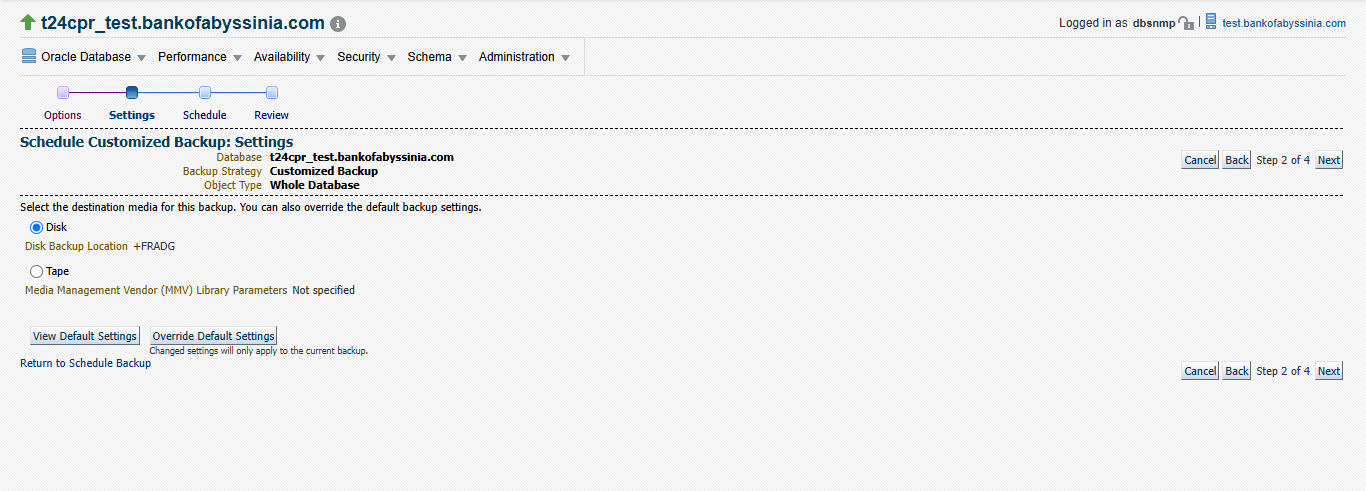 t24cpr_test.bankofabyssinia.com
Logged in as dbsnmp | test.bankofabyssinia.com
Oracle Database Performance Availability Security Schema Administration
Options Settings Schedule Review
Schedule Customized Backup: Settings
Database t24cpr_test.bankofabyssinia.com
Cancel Back Step 2 of 4 Next
Backup Strategy Customized Backup
Object Type Whole Database
Select the destination media for this backup. You can also override the default backup settings.
Disk
Disk Backup Location +FRADG
Tape
Media Management Vendor (MMV) Library Parameters Not specified
View Default Settings Override Default Settings
Changed settings will only apply to the current backup.
Return to Schedule Backup
Cancel Back Step 2 of 4 Next